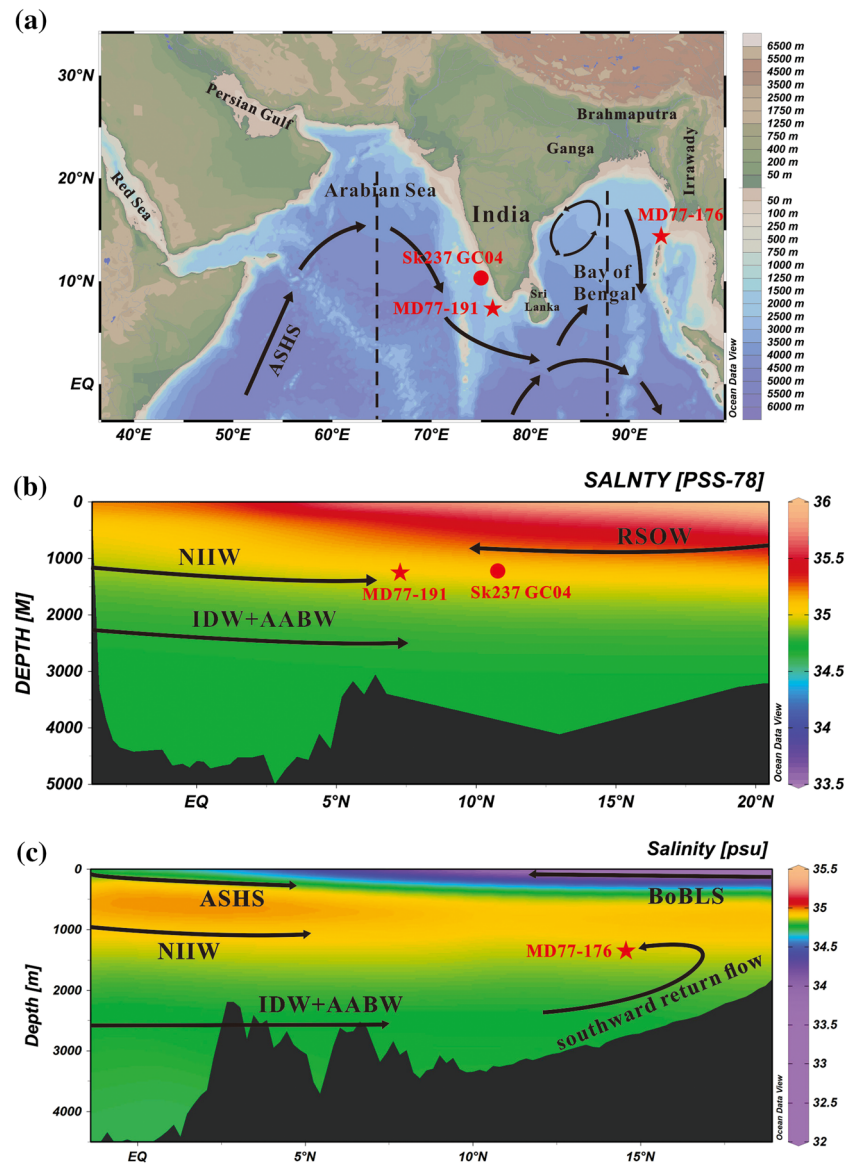 (a)
30°N
20°N
10°N
EQ
40°E
50°E
60°E
70°E
80°E
90°E
Persian Gulf
Red Sea
Arabian Sea
India
Brahmaputra
Ganga
Irrawady
MD77-176
Sk237 GC04
MD77-191
Bay of
Bengal
Sri
Lanka
ASHS
Ocean Data View
6500 m
5500 m
4500 m
3500 m
2500 m
1750 m
1250 m
750 m
400 m
200 m
50 m
50 m
100 m
250 m
500 m
750 m
1000 m
1250 m
1500 m
2000 m
2500 m
3000 m
3500 m
4000 m
4500 m
5000 m
5500 m
6000 m
(b)
SALNTY [PSS-78]
DEPTH [M]
0
1000
2000
3000
4000
5000
EQ
5°N
10°N
15°N
20°N
NIIW
RSOW
MD77-191
Sk237 GC04
IDW+AABW
Ocean Data View
36
35.5
35
34.5
34
33.5
(c)
Salinity [psu]
Depth [m]
0
1000
2000
3000
4000
EQ
5°N
10°N
15°N
ASHS
BoBLS
NIIW
MD77-176
IDW+AABW
southward return flow
Ocean Data View
35.5
35
34.5
34
33.5
33
32.5
32